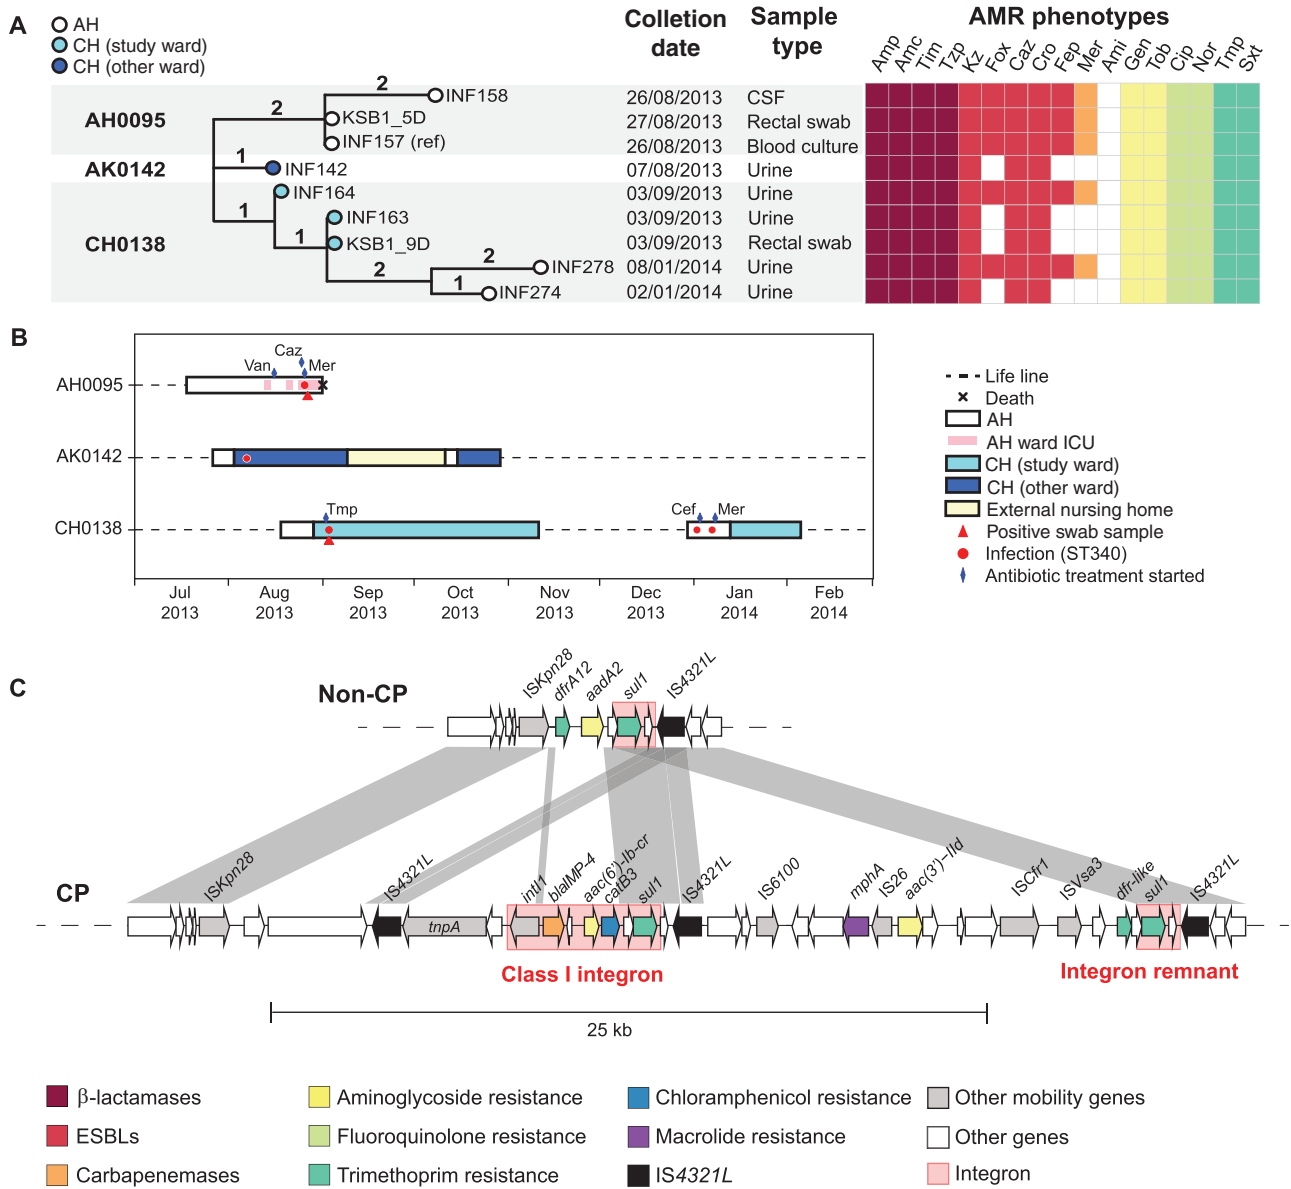 A
AH
CH (study ward)
CH (other ward)
Colletion date
Sample type
AMR phenotypes
Amp Amc Tim Tzp Kz Fox Caz Cro Fep Mer Ami Gen Tob Cip Nor Tmp Sxt
AH0095
AK0142
CH0138
2 2 INF158 26/08/2013 CSF
KSB1_5D 27/08/2013 Rectal swab
INF157 (ref) 26/08/2013 Blood culture
1 INF142 07/08/2013 Urine
1 INF164 03/09/2013 Urine
INF163 03/09/2013 Urine
1 KSB1_9D 03/09/2013 Rectal swab
2 2 INF278 08/01/2014 Urine
1 INF274 02/01/2014 Urine
B
AH0095
Van Caz Mer
AK0142
CH0138
Tmp
Cef Mer
Jul 2013
Aug 2013
Sep 2013
Oct 2013
Nov 2013
Dec 2013
Jan 2014
Feb 2014
Life line
Death
AH
AH ward ICU
CH (study ward)
CH (other ward)
External nursing home
Positive swab sample
Infection (ST340)
Antibiotic treatment started
C
Non-CP
ISKpn28 dfrA12 aadA2 sul1 IS4321L
CP
ISKpn28 IS4321L tnpA intI1 blaIMP-4 aac(6')-Ib-cr catB3 sul1 IS4321L IS6100 mphA IS26 aac(3')–IId ISCfr1 ISVsa3 dfr-like sul1 IS4321L
Class I integron
Integron remnant
25 kb
β-lactamases
ESBLs
Carbapenemases
Aminoglycoside resistance
Fluoroquinolone resistance
Trimethoprim resistance
Chloramphenicol resistance
Macrolide resistance
IS4321L
Other mobility genes
Other genes
Integron